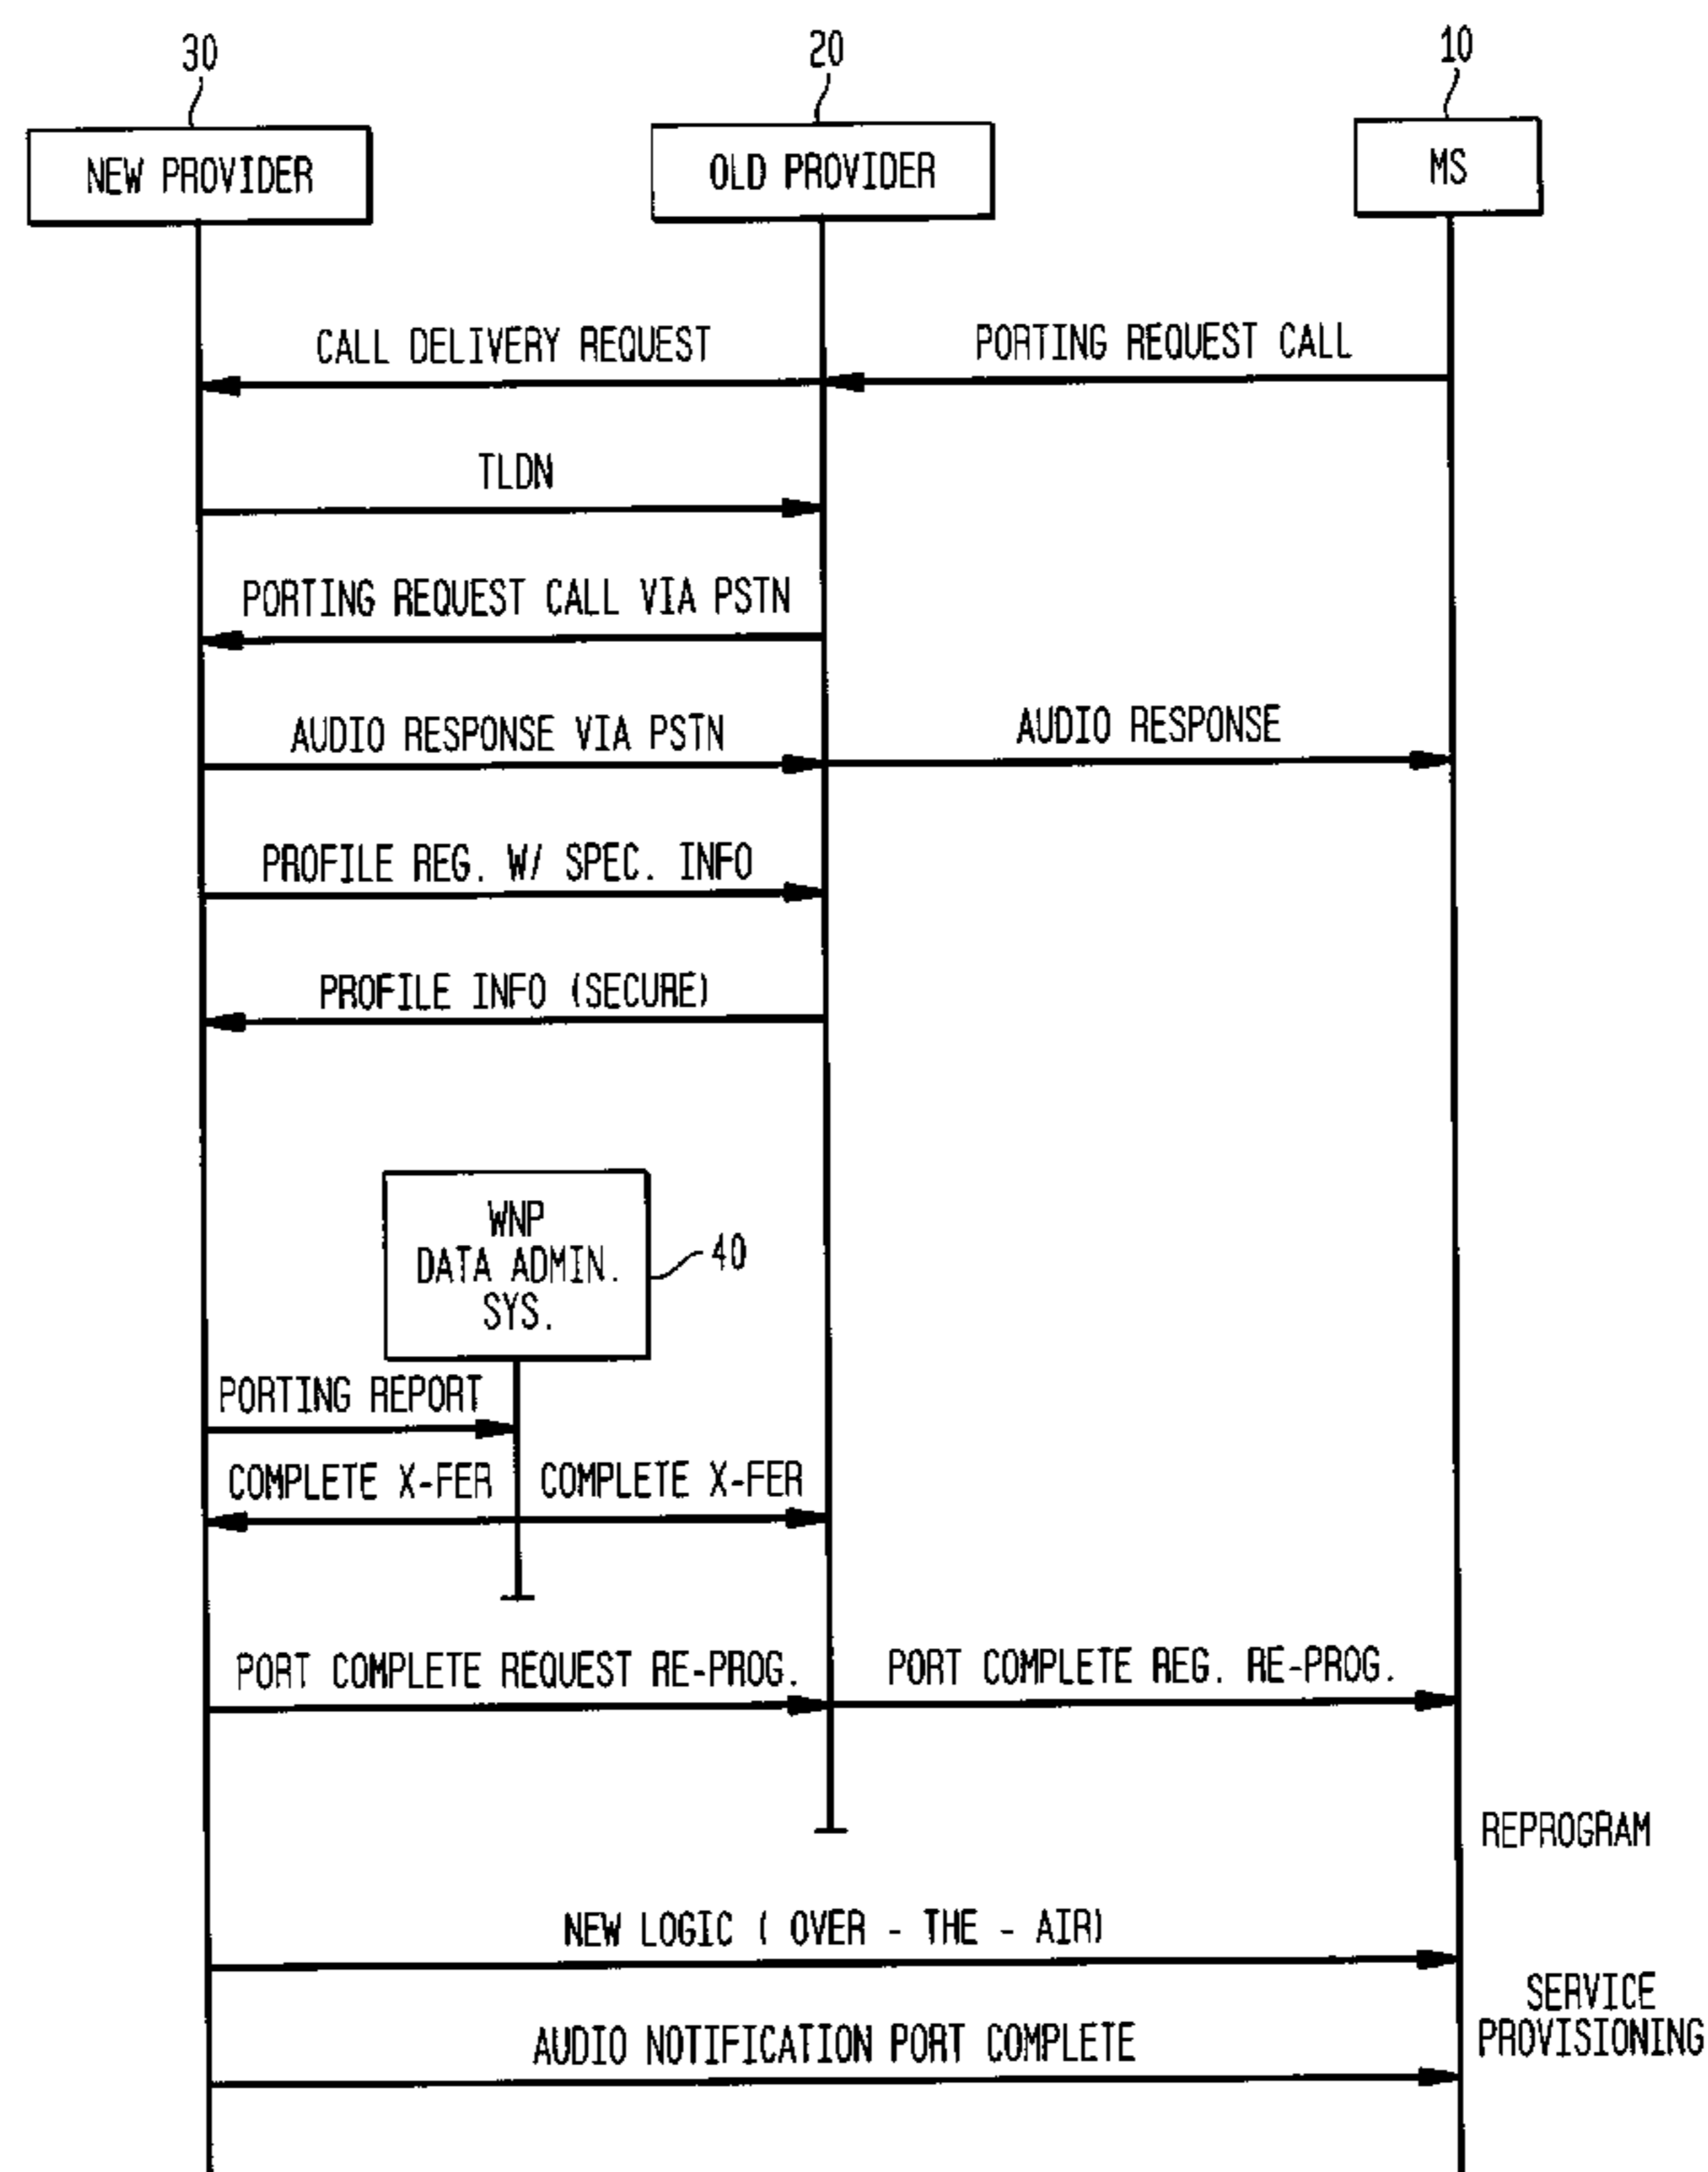 30
20
10
NEW PROVIDER
OLD PROVIDER
MS
CALL DELIVERY REQUEST
PORTING REQUEST CALL
TLDN
PORTING REQUEST CALL VIA PSTN
AUDIO RESPONSE VIA PSTN
AUDIO RESPONSE
PROFILE REG. W/ SPEC. INFO
PROFILE INFO (SECURE)
WNP
DATA ADMIN.
SYS.
40
PORTING REPORT
COMPLETE X-FER
COMPLETE X-FER
PORT COMPLETE REQUEST RE-PROG.
PORT COMPLETE REG. RE-PROG.
REPROGRAM
NEW LOGIC ( OVER - THE - AIR)
SERVICE
PROVISIONING
AUDIO NOTIFICATION PORT COMPLETE